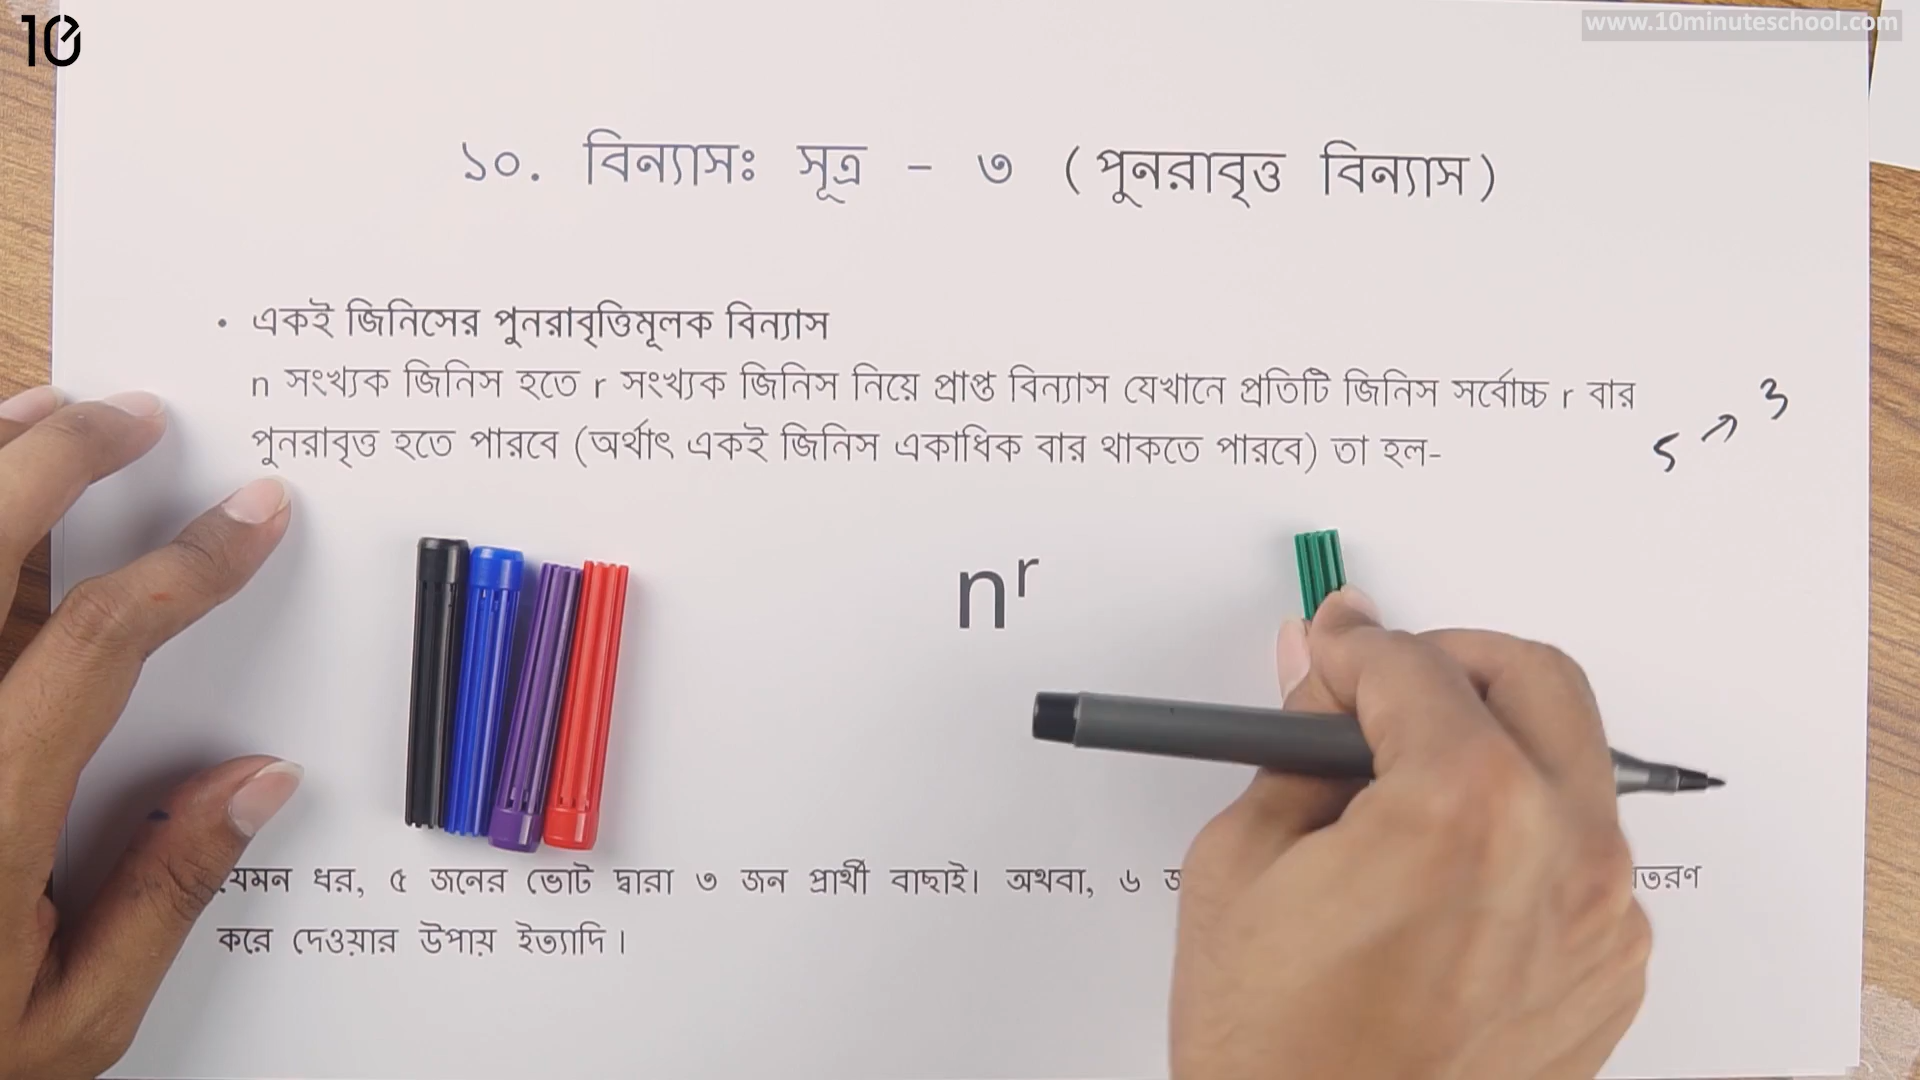 10
www.10minuteschool.com
১০. বিন্যাসঃ সূত্র - ৩ (পুনরাবৃত্ত বিন্যাস)
• একই জিনিসের পুনরাবৃত্তিমূলক বিন্যাস
n সংখ্যক জিনিস হতে r সংখ্যক জিনিস নিয়ে প্রাপ্ত বিন্যাস যেখানে প্রতিটি জিনিস সর্বোচ্চ r বার
পুনরাবৃত্ত হতে পারবে (অর্থাৎ একই জিনিস একাধিক বার থাকতে পারবে) তা হল-
5 → 3
nʳ
যেমন ধর, ৫ জনের ভোট দ্বারা ৩ জন প্রার্থী বাছাই। অথবা, ৬
করে দেওয়ার উপায় ইত্যাদি।